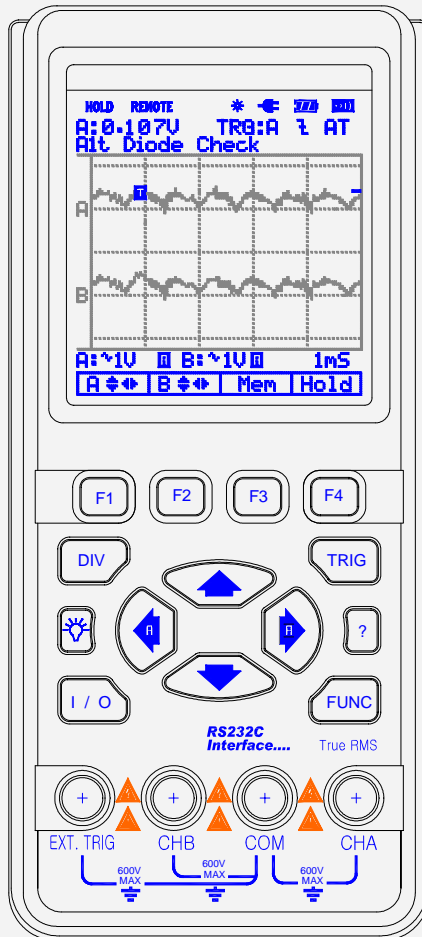 HOLD REMOTE
A:0.107V TRG:A AT
Alt Diode Check
T
A
B
A:~1V B:~1V 1mS
A B Mem Hold
F1 F2 F3 F4
DIV TRIG
A A
?
I / O FUNC
RS232C
Interface....
True RMS
EXT. TRIG CHB COM CHA
600V
MAX
600V
MAX
600V
MAX